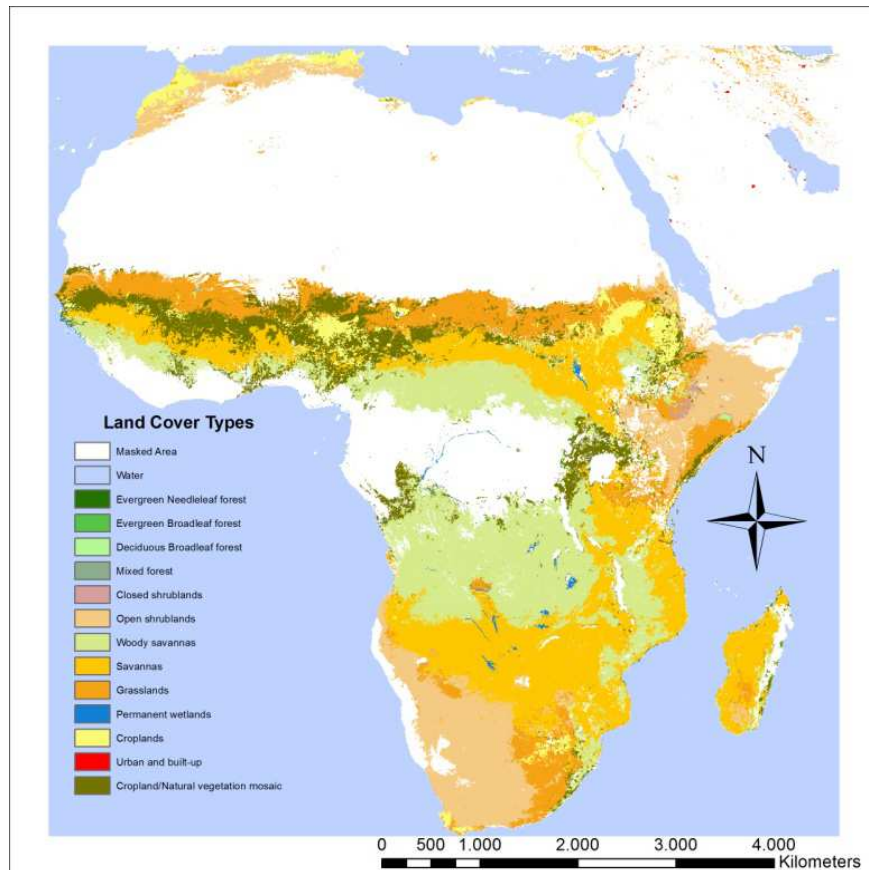 Land Cover Types
Masked Area
Water
Evergreen Needleleaf forest
Evergreen Broadleaf forest
Deciduous Broadleaf forest
Mixed forest
Closed shrublands
Open shrublands
Woody savannas
Savannas
Grasslands
Permanent wetlands
Croplands
Urban and built-up
Cropland/Natural vegetation mosaic
N
0 500 1.000 2.000 3.000 4.000
Kilometers